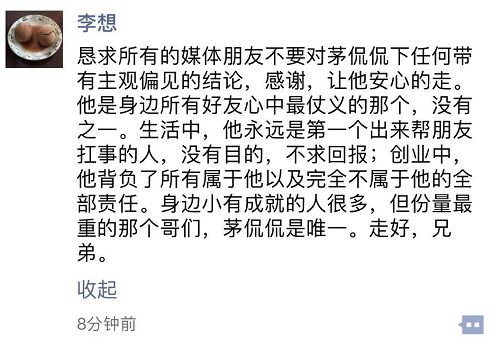 李想
恳求所有的媒体朋友不要对茅侃侃下任何带
有主观偏见的结论，感谢，让他安心的走。
他是身边所有好友心中最仗义的那个，没有
之一。生活中，他永远是第一个出来帮朋友
扛事的人，没有目的，不求回报；创业中，
他背负了所有属于他以及完全不属于他的全
部责任。身边小有成就的人很多，但份量最
重的那个哥们，茅侃侃是唯一。走好，兄
弟。
收起
8分钟前